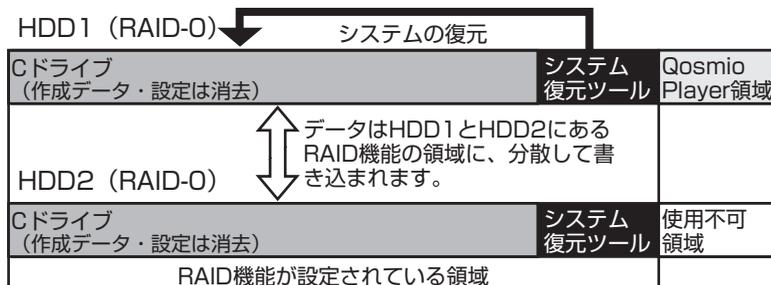 HDD1（RAID-0）
システムの復元
Cドライブ
（作成データ・設定は消去）
システム
復元ツール
Qosmio
Player領域
データはHDD1とHDD2にある
RAID機能の領域に、分散して書
き込まれます。
HDD2（RAID-0）
Cドライブ
（作成データ・設定は消去）
システム
復元ツール
使用不可
領域
RAID機能が設定されている領域